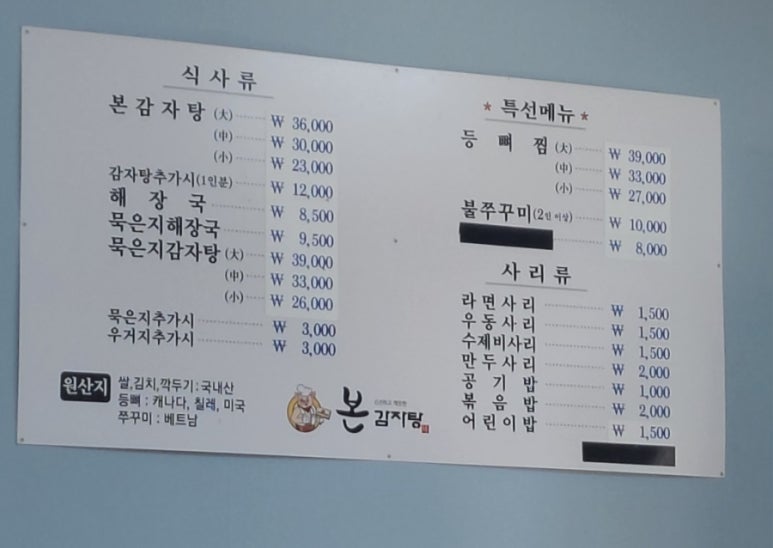 식사류
본감자탕 (大) ₩ 36,000
(中) ₩ 30,000
(小) ₩ 23,000
감자탕추가시(1인분) ₩ 12,000
해장국 ₩ 8,500
묵은지해장국 ₩ 9,500
묵은지감자탕 (大) ₩ 39,000
(中) ₩ 33,000
(小) ₩ 26,000
묵은지추가시 ₩ 3,000
우거지추가시 ₩ 3,000
원산지
쌀,김치,깍두기:국내산
등뼈 : 캐나다, 칠레, 미국
쭈꾸미 : 베트남
본 감자탕
★ 특선메뉴 ★
등뼈찜 (大) ₩ 39,000
(中) ₩ 33,000
(小) ₩ 27,000
불쭈꾸미(2인 이상) ₩ 10,000
₩ 8,000
사리류
라면사리 ₩ 1,500
우동사리 ₩ 1,500
수제비사리 ₩ 1,500
만두사리 ₩ 2,000
공기밥 ₩ 1,000
볶음밥 ₩ 2,000
어린이밥 ₩ 1,500